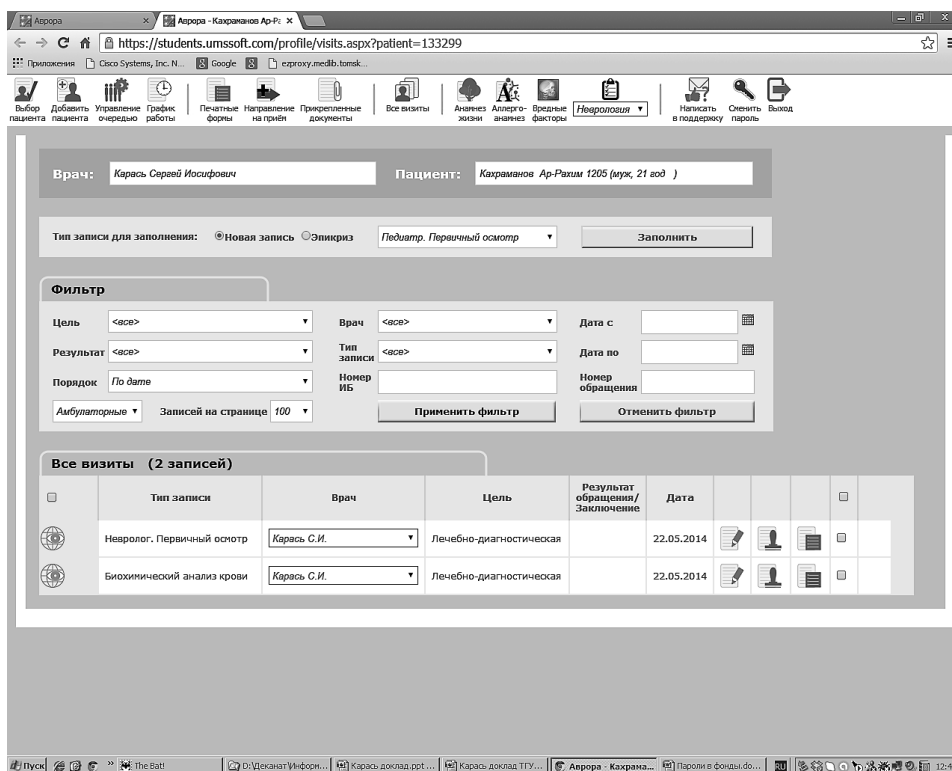 Аврора
Аврора - Кахраманов Ар-Ра
https://students.umssoft.com/profile/visits.aspx?patient=133299
Приложения Cisco Systems, Inc. N... Google ezproxy.medlib.tomsk...
Выбор пациента
Добавить пациента
Управление очередью
График работы
Печатные формы
Направление на приём
Прикрепленные документы
Все визиты
Анамнез жизни
Аллерго-анамнез
Вредные факторы
Неврология
Написать в поддержку
Сменить пароль
Выход
Врач: Карась Сергей Иосифович Пациент: Кахраманов Ар-Рахим 1205 (муж, 21 год )
Тип записи для заполнения: Новая запись Эпикриз Педиатр. Первичный осмотр Заполнить
Фильтр
Цель <все> Врач <все> Дата с
Результат <все> Тип записи <все> Дата по
Порядок По дате Номер ИБ Номер обращения
Амбулаторные Записей на странице 100 Применить фильтр Отменить фильтр
Все визиты (2 записей)
Тип записи Врач Цель Результат обращения/ Заключение Дата
Невролог. Первичный осмотр Карась С.И. Лечебно-диагностическая 22.05.2014
Биохимический анализ крови Карась С.И. Лечебно-диагностическая 22.05.2014
Пуск The Bat! D:\Деканат\Информ... Карась доклад.ppt ... Карась доклад ТГУ... Аврора - Кахрама... Пароли в фонды.do... RU